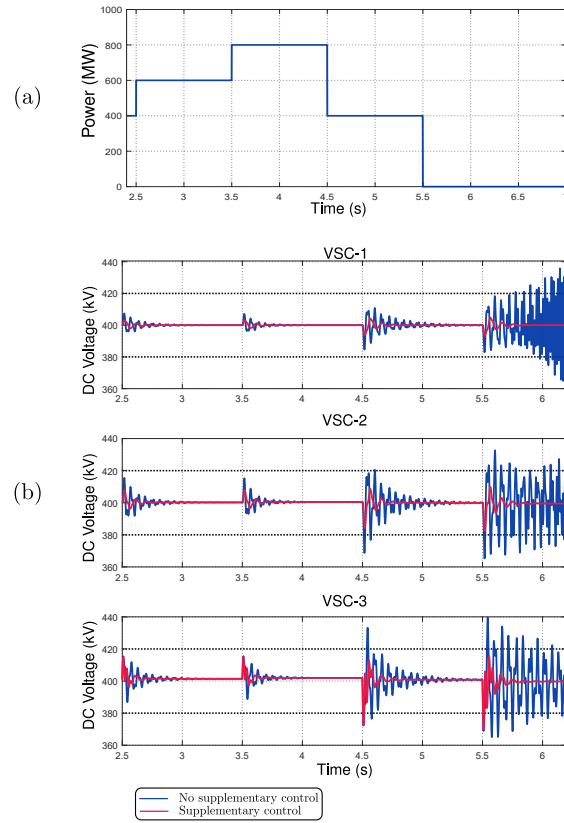 (a)
Power (MW)
1000
800
600
400
200
0
2.5 3 3.5 4 4.5 5 5.5 6 6.5 7
Time (s)
(b)
VSC-1
DC Voltage (kV)
440
420
400
380
360
2.5 3 3.5 4 4.5 5 5.5 6
VSC-2
DC Voltage (kV)
440
420
400
380
360
2.5 3 3.5 4 4.5 5 5.5 6
VSC-3
DC Voltage (kV)
440
420
400
380
360
2.5 3 3.5 4 4.5 5 5.5 6
Time (s)
No supplementary control
Supplementary control